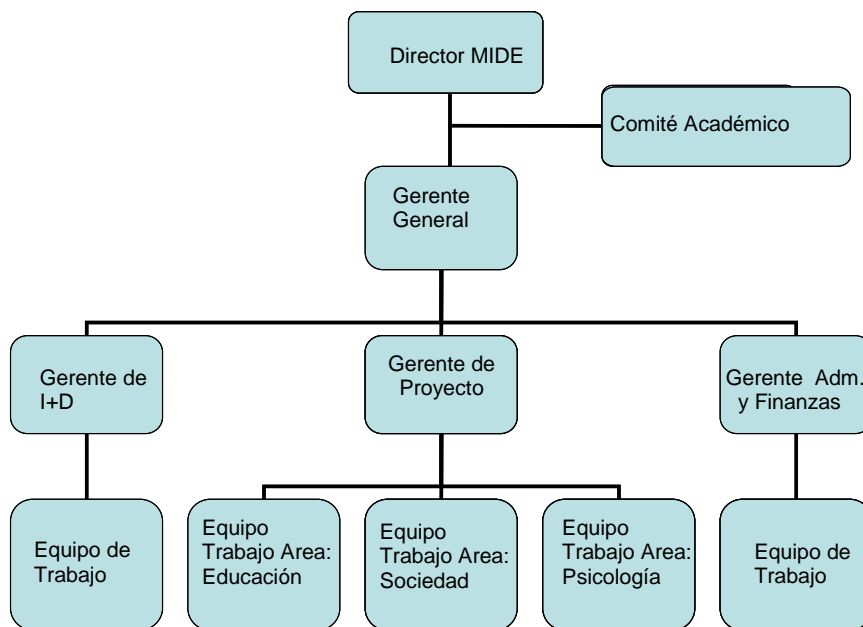 Director MIDE
Comité Académico
Gerente
General
Gerente de
I+D
Gerente de
Proyecto
Gerente Adm.
y Finanzas
Equipo de
Trabajo
Equipo
Trabajo Area:
Educación
Equipo
Trabajo Area:
Sociedad
Equipo
Trabajo Area:
Psicología
Equipo de
Trabajo